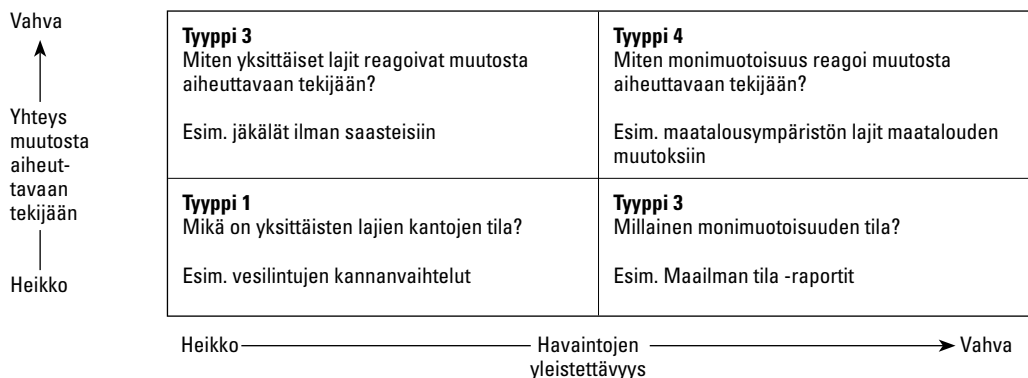 Vahva
Yhteys
muutosta
aiheut-
tavaan
tekijään
Heikko
Tyyppi 3
Miten yksittäiset lajit reagoivat muutosta
aiheuttavaan tekijään?
Esim. jäkälät ilman saasteisiin
Tyyppi 4
Miten monimuotoisuus reagoi muutosta
aiheuttavaan tekijään?
Esim. maatalousympäristön lajit maatalouden
muutoksiin
Tyyppi 1
Mikä on yksittäisten lajien kantojen tila?
Esim. vesilintujen kannanvaihtelut
Tyyppi 3
Millainen monimuotoisuuden tila?
Esim. Maailman tila -raportit
Heikko
Havaintojen
yleistettävyys
Vahva